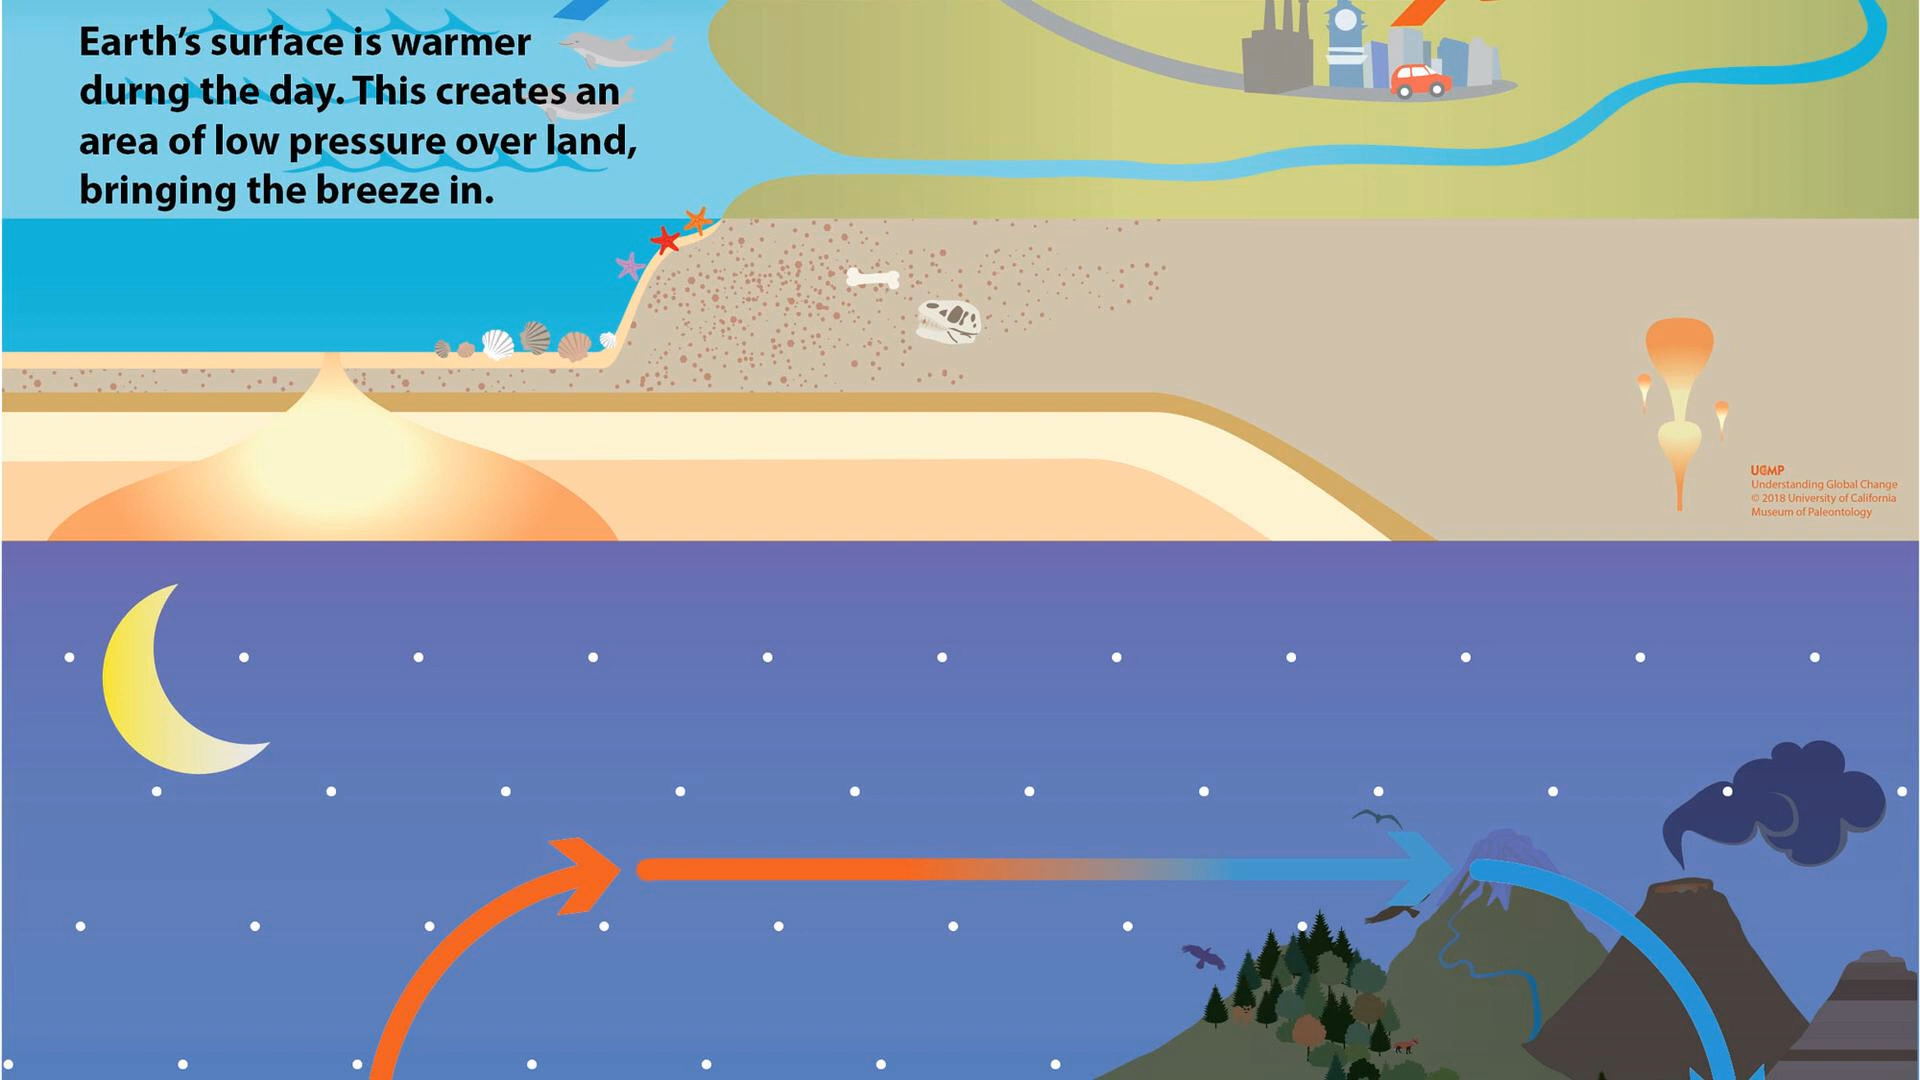 Earth's surface is warmer
durng the day. This creates an
area of low pressure over land,
bringing the breeze in.
UCMP
Understanding Global Change
© 2018 University of California
Museum of Paleontology